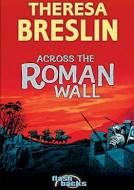 THERESA
BRESLIN
ACROSS THE
ROMAN
WALL
flash
backs